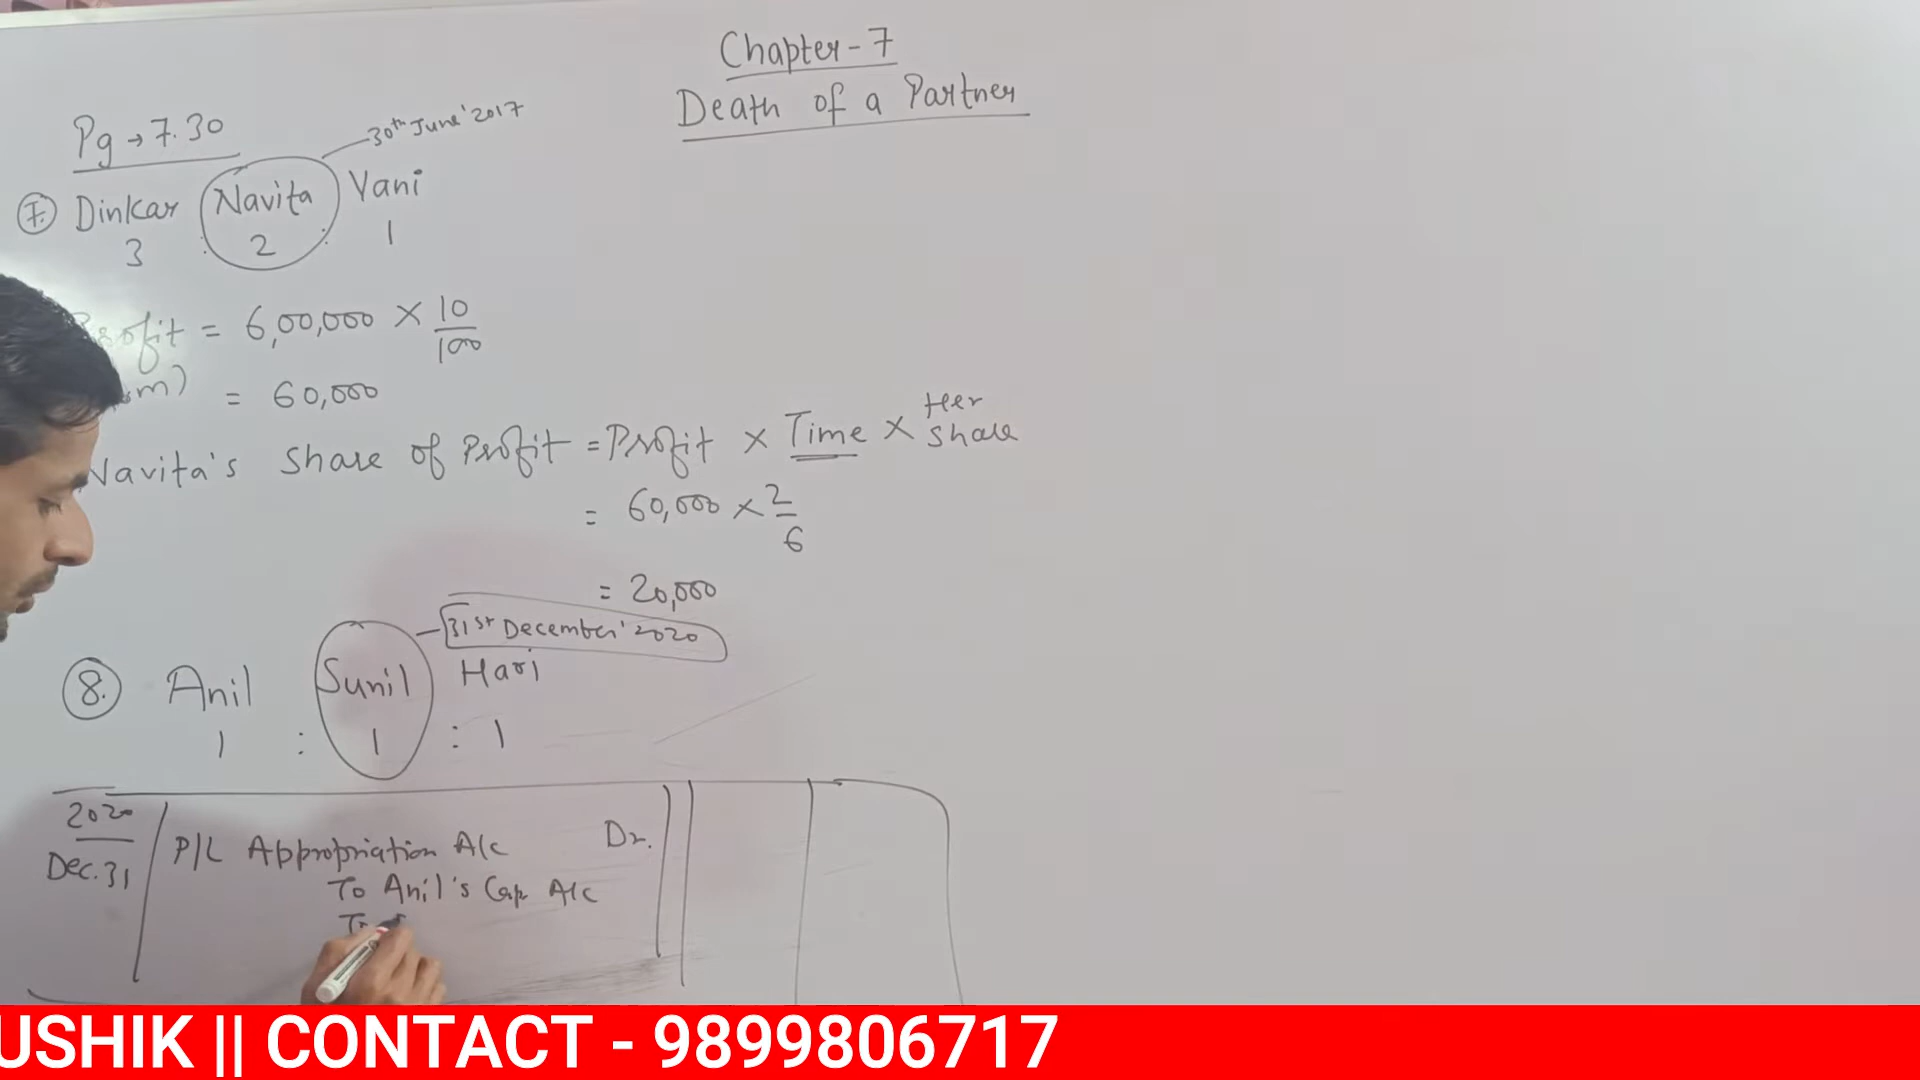 Chapter-7
Death of a Partner
Pg → 7.30
30th June' 2017
7. Dinkar Navita Vani
3 : 2 : 1
Profit = 6,00,000 × 10/100
= 60,000
Navita's share of Profit = Profit × Time × Her share
= 60,000 × 2/6
= 20,000
31st December' 2020
8. Anil Sunil Hari
1 : 1 : 1
2020
Dec. 31 P/L Appropriation A/c Dr.
To Anil's Cap A/c
To
USHIK || CONTACT - 9899806717